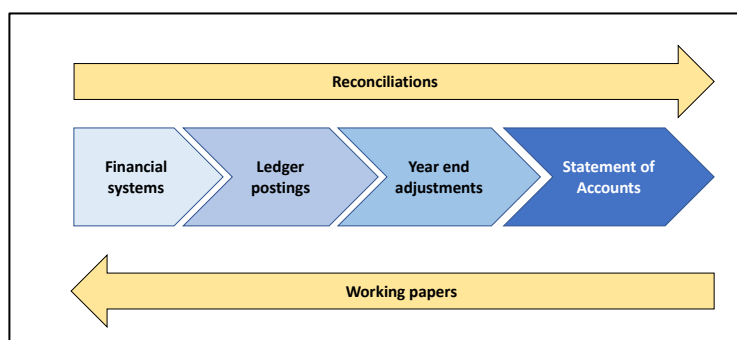 Reconciliations
Financial
systems
Ledger
postings
Year end
adjustments
Statement of
Accounts
Working papers